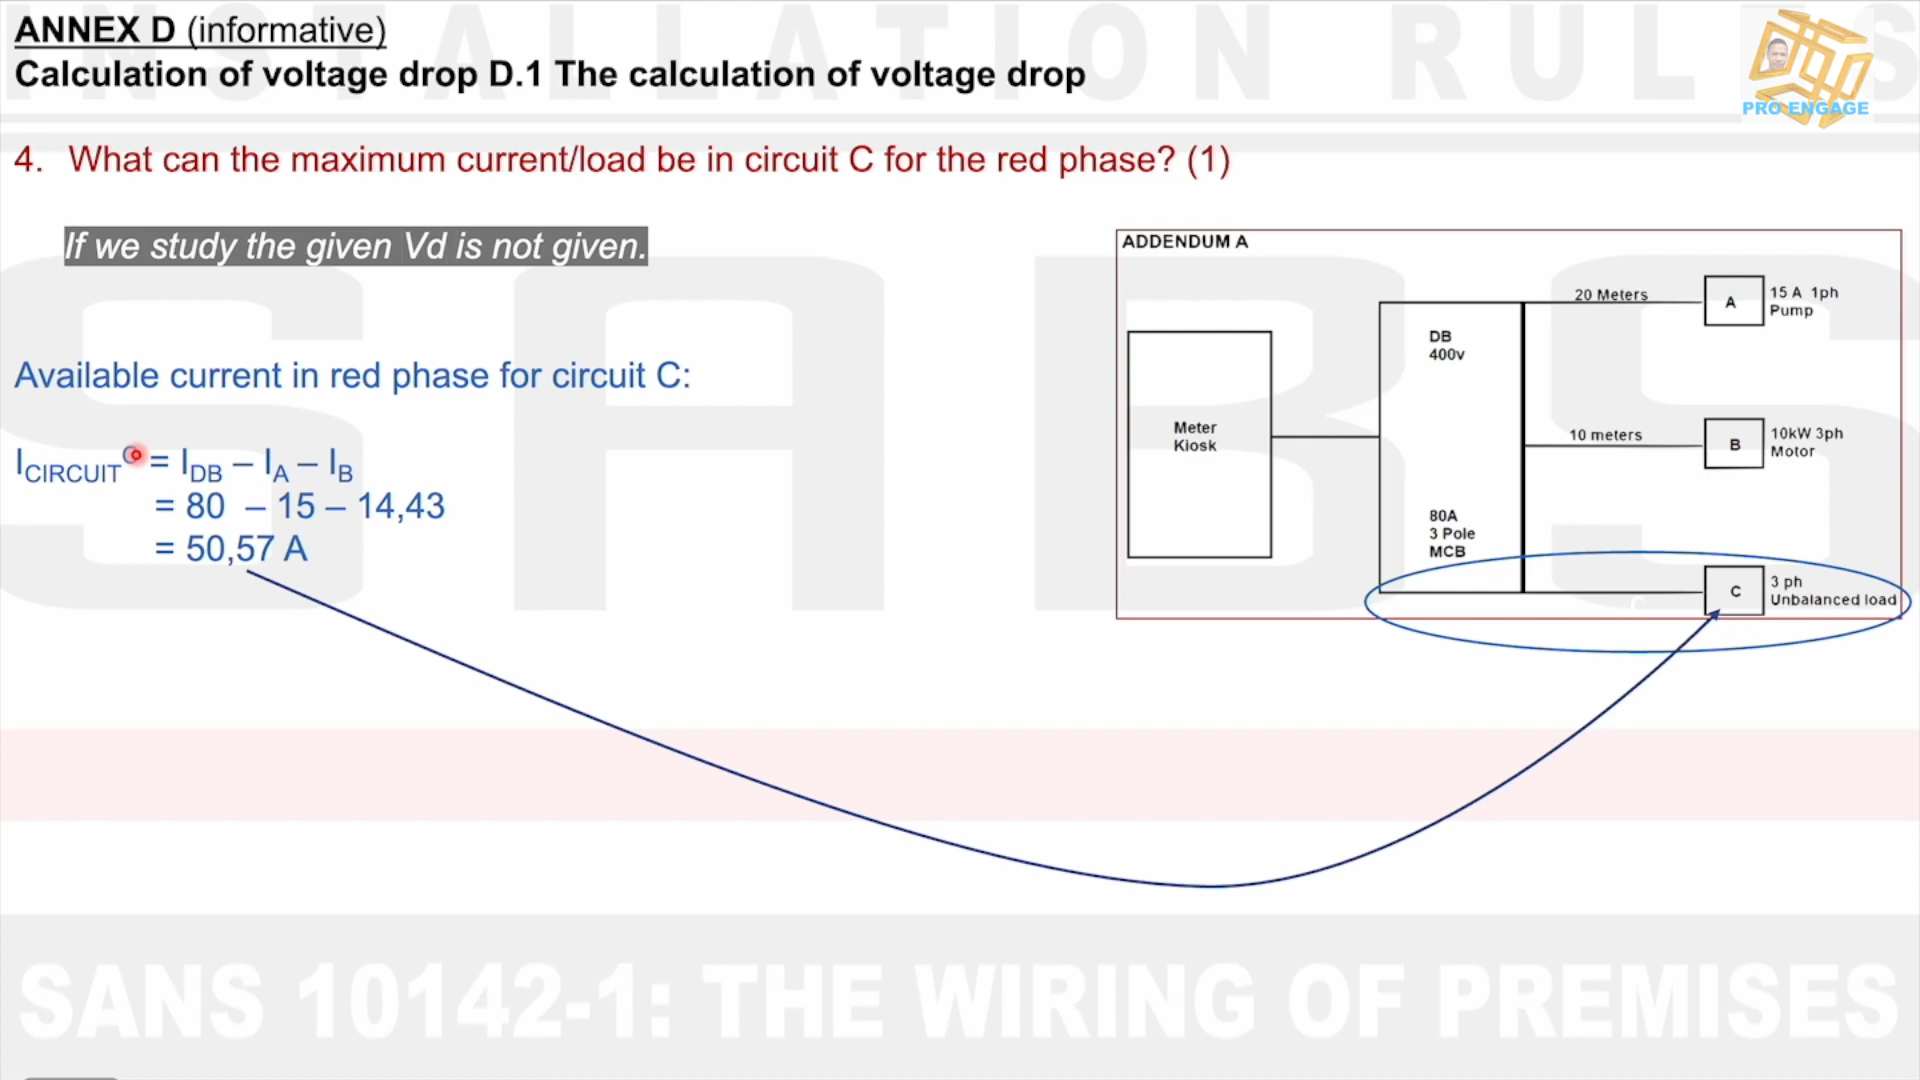 INSTALLATION RULES
ANNEX D (informative)
Calculation of voltage drop D.1 The calculation of voltage drop
PRO ENGAGE
4. What can the maximum current/load be in circuit C for the red phase? (1)
If we study the given Vd is not given.
SABS
Available current in red phase for circuit C:
ICIRCUIT C = IDB – IA – IB
= 80 – 15 – 14,43
= 50,57 A
ADDENDUM A
Meter
Kiosk
DB
400v
80A
3 Pole
MCB
20 Meters
A
15 A 1ph
Pump
10 meters
B
10kW 3ph
Motor
C
3 ph
Unbalanced load
SANS 10142-1: THE WIRING OF PREMISES